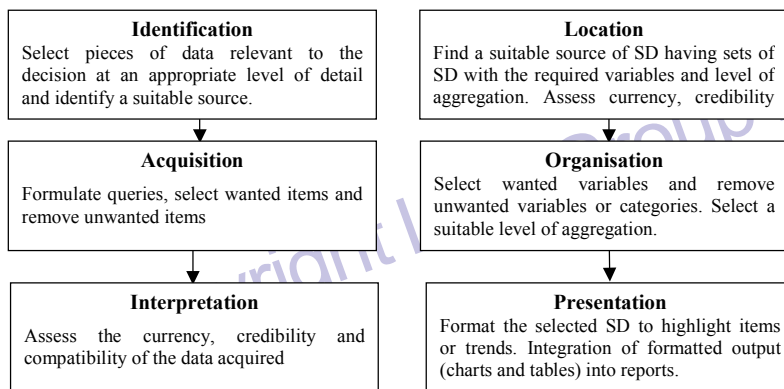 Identification
Select pieces of data relevant to the
decision at an appropriate level of detail
and identify a suitable source.
Acquisition
Formulate queries, select wanted items and
remove unwanted items
Interpretation
Assess the currency, credibility and
compatibility of the data acquired
Location
Find a suitable source of SD having sets of
SD with the required variables and level of
aggregation. Assess currency, credibility
Organisation
Select wanted variables and remove
unwanted variables or categories. Select a
suitable level of aggregation.
Presentation
Format the selected SD to highlight items
or trends. Integration of formatted output
(charts and tables) into reports.